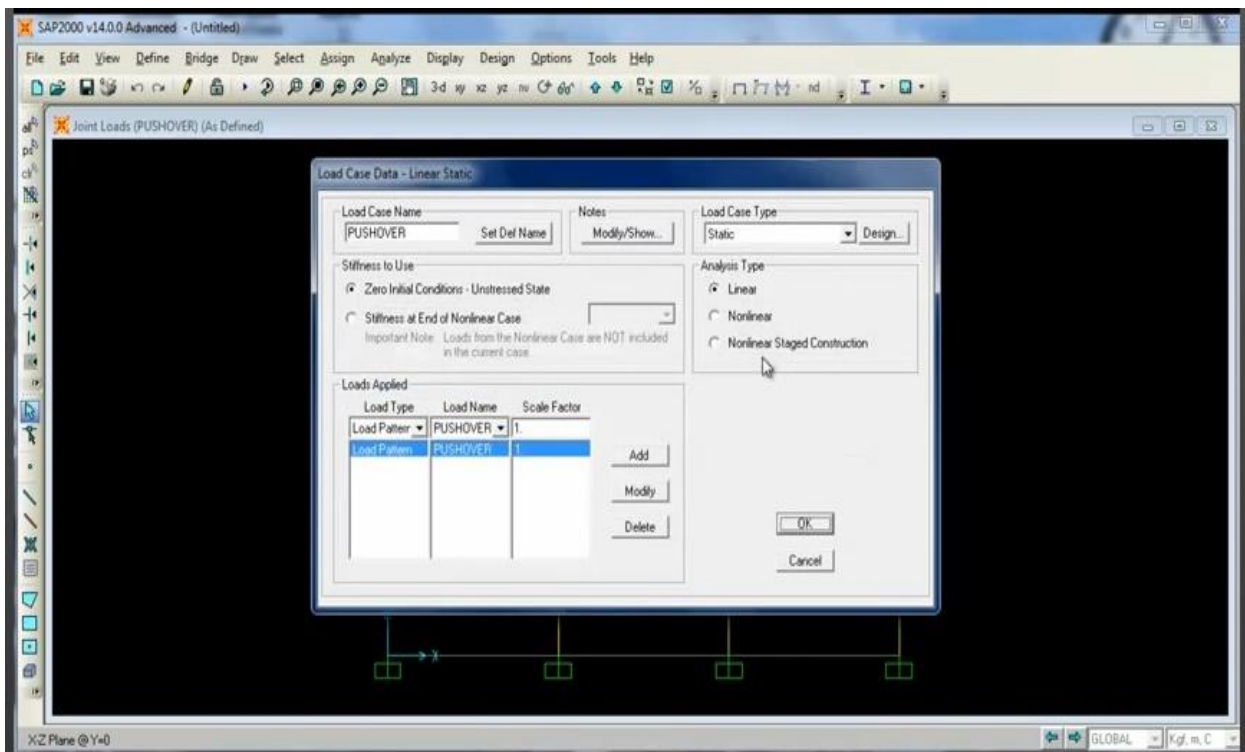 SAP2000 v14.0.0 Advanced - (Untitled)
File Edit View Define Bridge Draw Select Assign Analyze Display Design Options Tools Help
3-d xy xz yz nv
nd
Joint Loads (PUSHOVER) (As Defined)
Load Case Data - Linear Static
Load Case Name
PUSHOVER
Set Def Name
Notes
Modify/Show...
Load Case Type
Static
Design...
Stiffness to Use
Zero Initial Conditions - Unstressed State
Stiffness at End of Nonlinear Case
Important Note: Loads from the Nonlinear Case are NOT included
in the current case
Analysis Type
Linear
Nonlinear
Nonlinear Staged Construction
Loads Applied
Load Type Load Name Scale Factor
Load Pattern PUSHOVER 1.
Load Pattern PUSHOVER 1.
Add
Modify
Delete
OK
Cancel
X
X-Z Plane @ Y=0
GLOBAL
Kgf, m, C